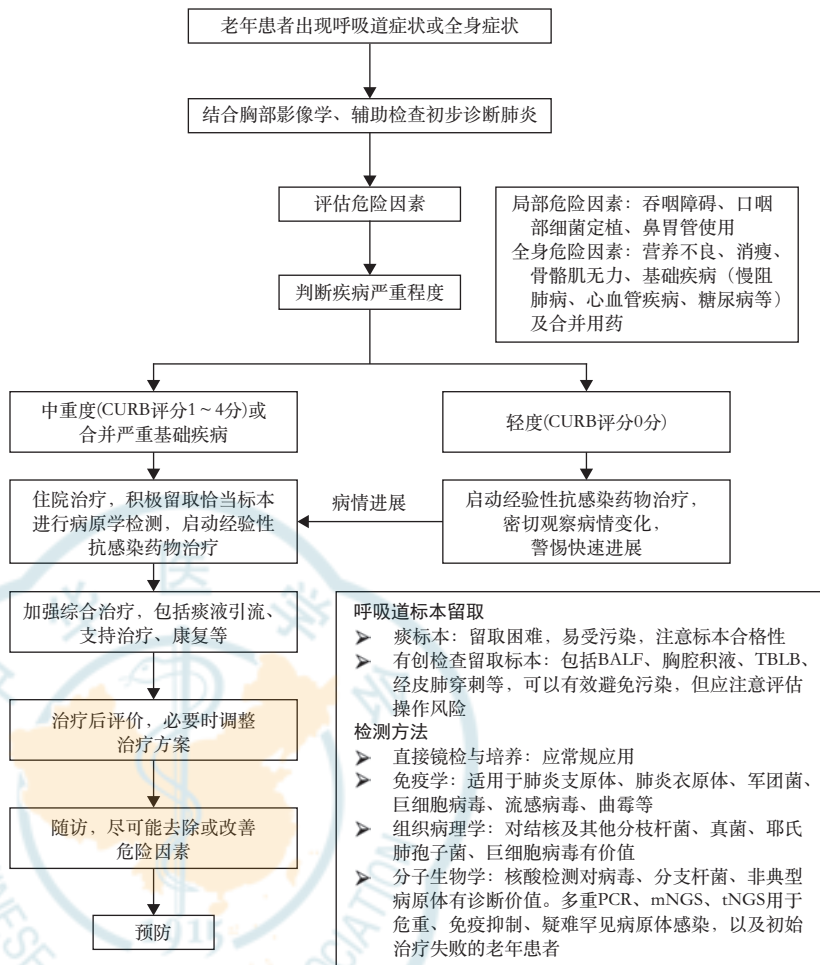 老年患者出现呼吸道症状或全身症状
结合胸部影像学、辅助检查初步诊断肺炎
评估危险因素
局部危险因素：吞咽障碍、口咽
部细菌定植、鼻胃管使用
全身危险因素：营养不良、消瘦、
骨骼肌无力、基础疾病（慢阻
肺病、心血管疾病、糖尿病等）
及合并用药
判断疾病严重程度
中重度(CURB评分1～4分)或
合并严重基础疾病
轻度(CURB评分0分)
住院治疗，积极留取恰当标本
进行病原学检测，启动经验性
抗感染药物治疗
病情进展
启动经验性抗感染药物治疗，
密切观察病情变化，
警惕快速进展
加强综合治疗，包括痰液引流、
支持治疗、康复等
治疗后评价，必要时调整
治疗方案
随访，尽可能去除或改善
危险因素
预防
呼吸道标本留取
➤ 痰标本：留取困难，易受污染，注意标本合格性
➤ 有创检查留取标本：包括BALF、胸腔积液、TBLB、
经皮肺穿刺等，可以有效避免污染，但应注意评估
操作风险
检测方法
➤ 直接镜检与培养：应常规应用
➤ 免疫学：适用于肺炎支原体、肺炎衣原体、军团菌、
巨细胞病毒、流感病毒、曲霉等
➤ 组织病理学：对结核及其他分枝杆菌、真菌、耶氏
肺孢子菌、巨细胞病毒有价值
➤ 分子生物学：核酸检测对病毒、分支杆菌、非典型
病原体有诊断价值。多重PCR、mNGS、tNGS用于
危重、免疫抑制、疑难罕见病原体感染，以及初始
治疗失败的老年患者